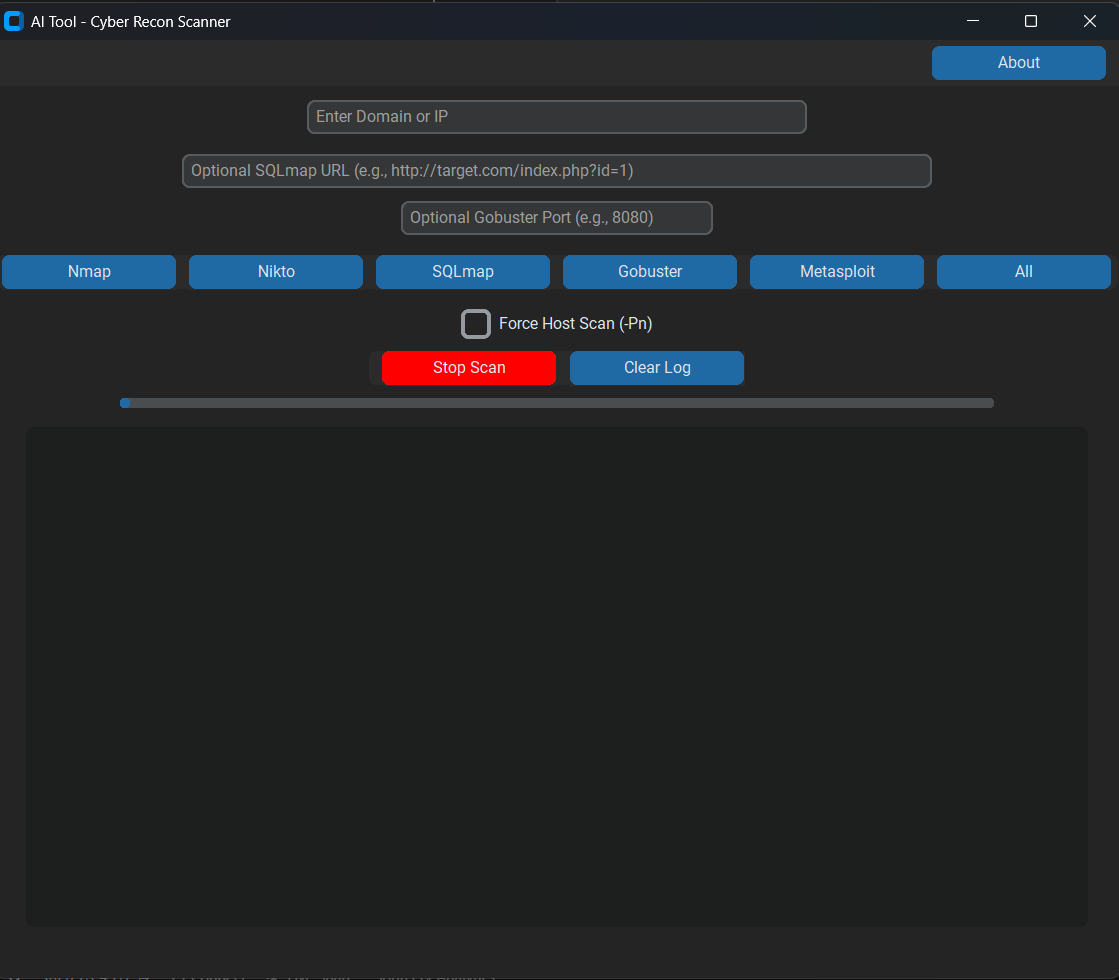 AI Tool - Cyber Recon Scanner
About
Enter Domain or IP
Optional SQLmap URL (e.g., http://target.com/index.php?id=1)
Optional Gobuster Port (e.g., 8080)
Nmap Nikto SQLmap Gobuster Metasploit All
Force Host Scan (-Pn)
Stop Scan Clear Log